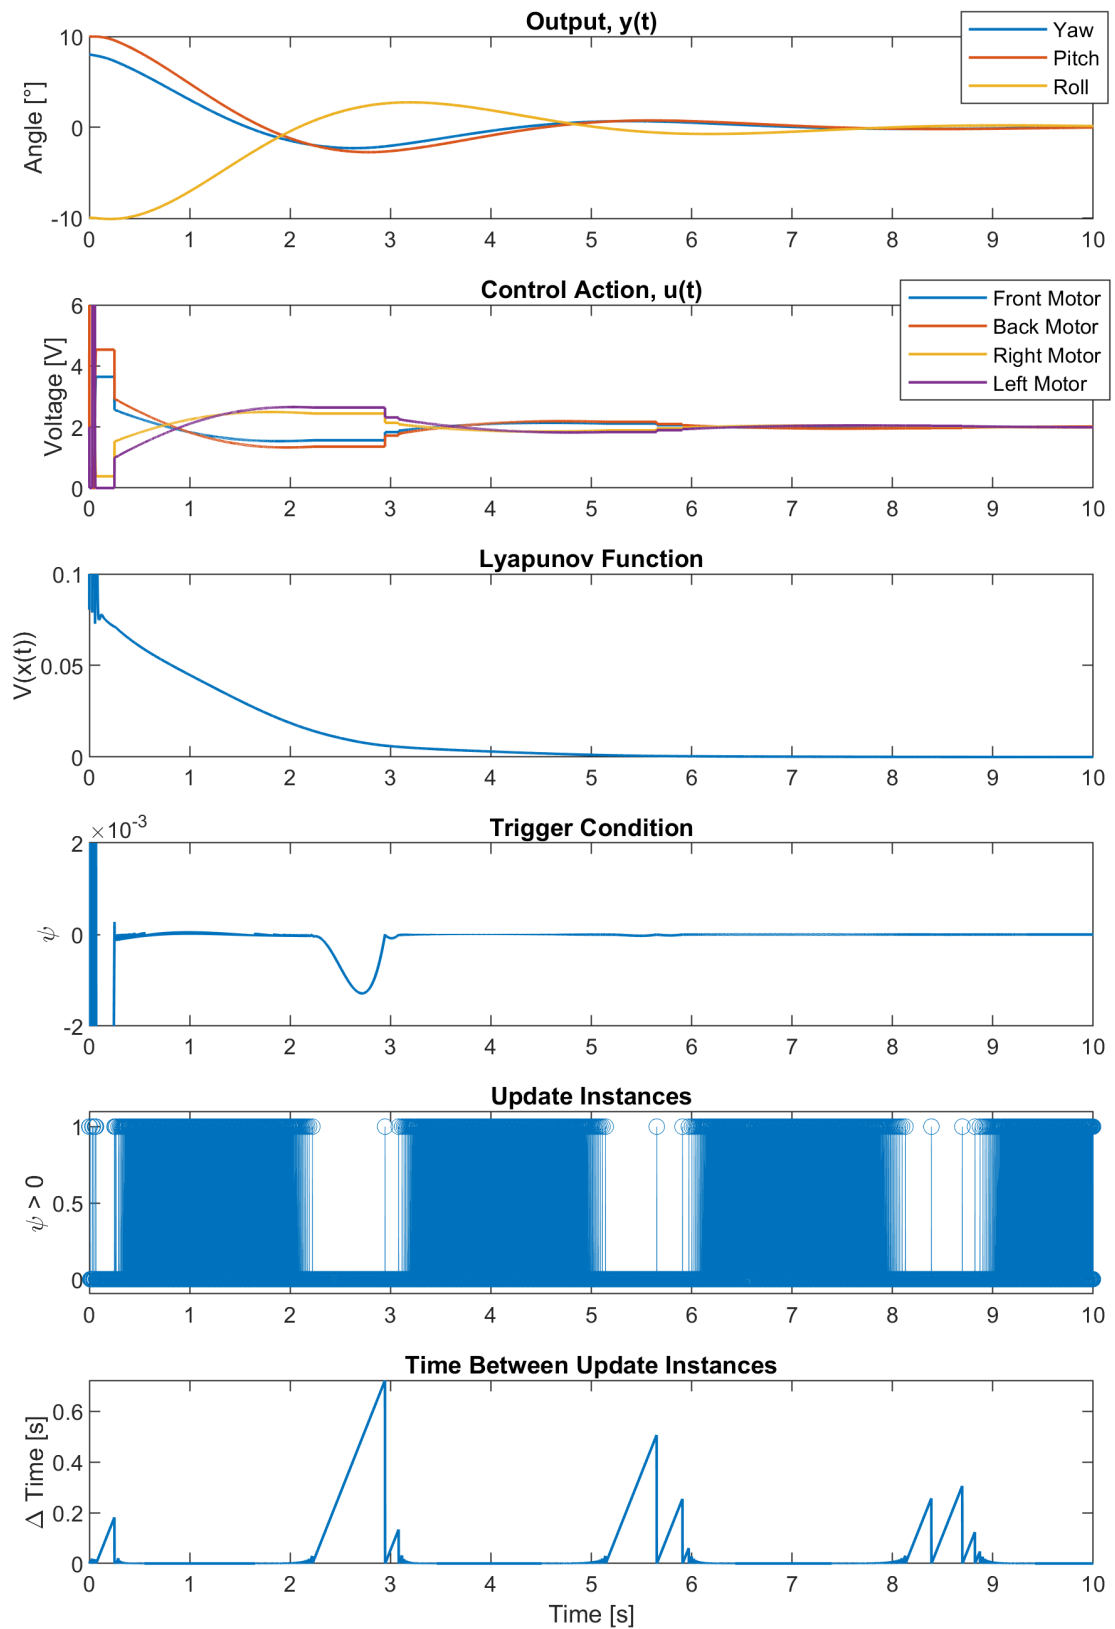 Output, y(t)
Yaw
Pitch
Roll
Angle [°]
10
0
-10
0 1 2 3 4 5 6 7 8 9 10
Control Action, u(t)
Front Motor
Back Motor
Right Motor
Left Motor
Voltage [V]
6
4
2
0
0 1 2 3 4 5 6 7 8 9 10
Lyapunov Function
V(x(t))
0.1
0.05
0
0 1 2 3 4 5 6 7 8 9 10
Trigger Condition
×10⁻³
ψ
2
0
-2
0 1 2 3 4 5 6 7 8 9 10
Update Instances
ψ > 0
1
0.5
0
0 1 2 3 4 5 6 7 8 9 10
Time Between Update Instances
Δ Time [s]
0.6
0.4
0.2
0
0 1 2 3 4 5 6 7 8 9 10
Time [s]